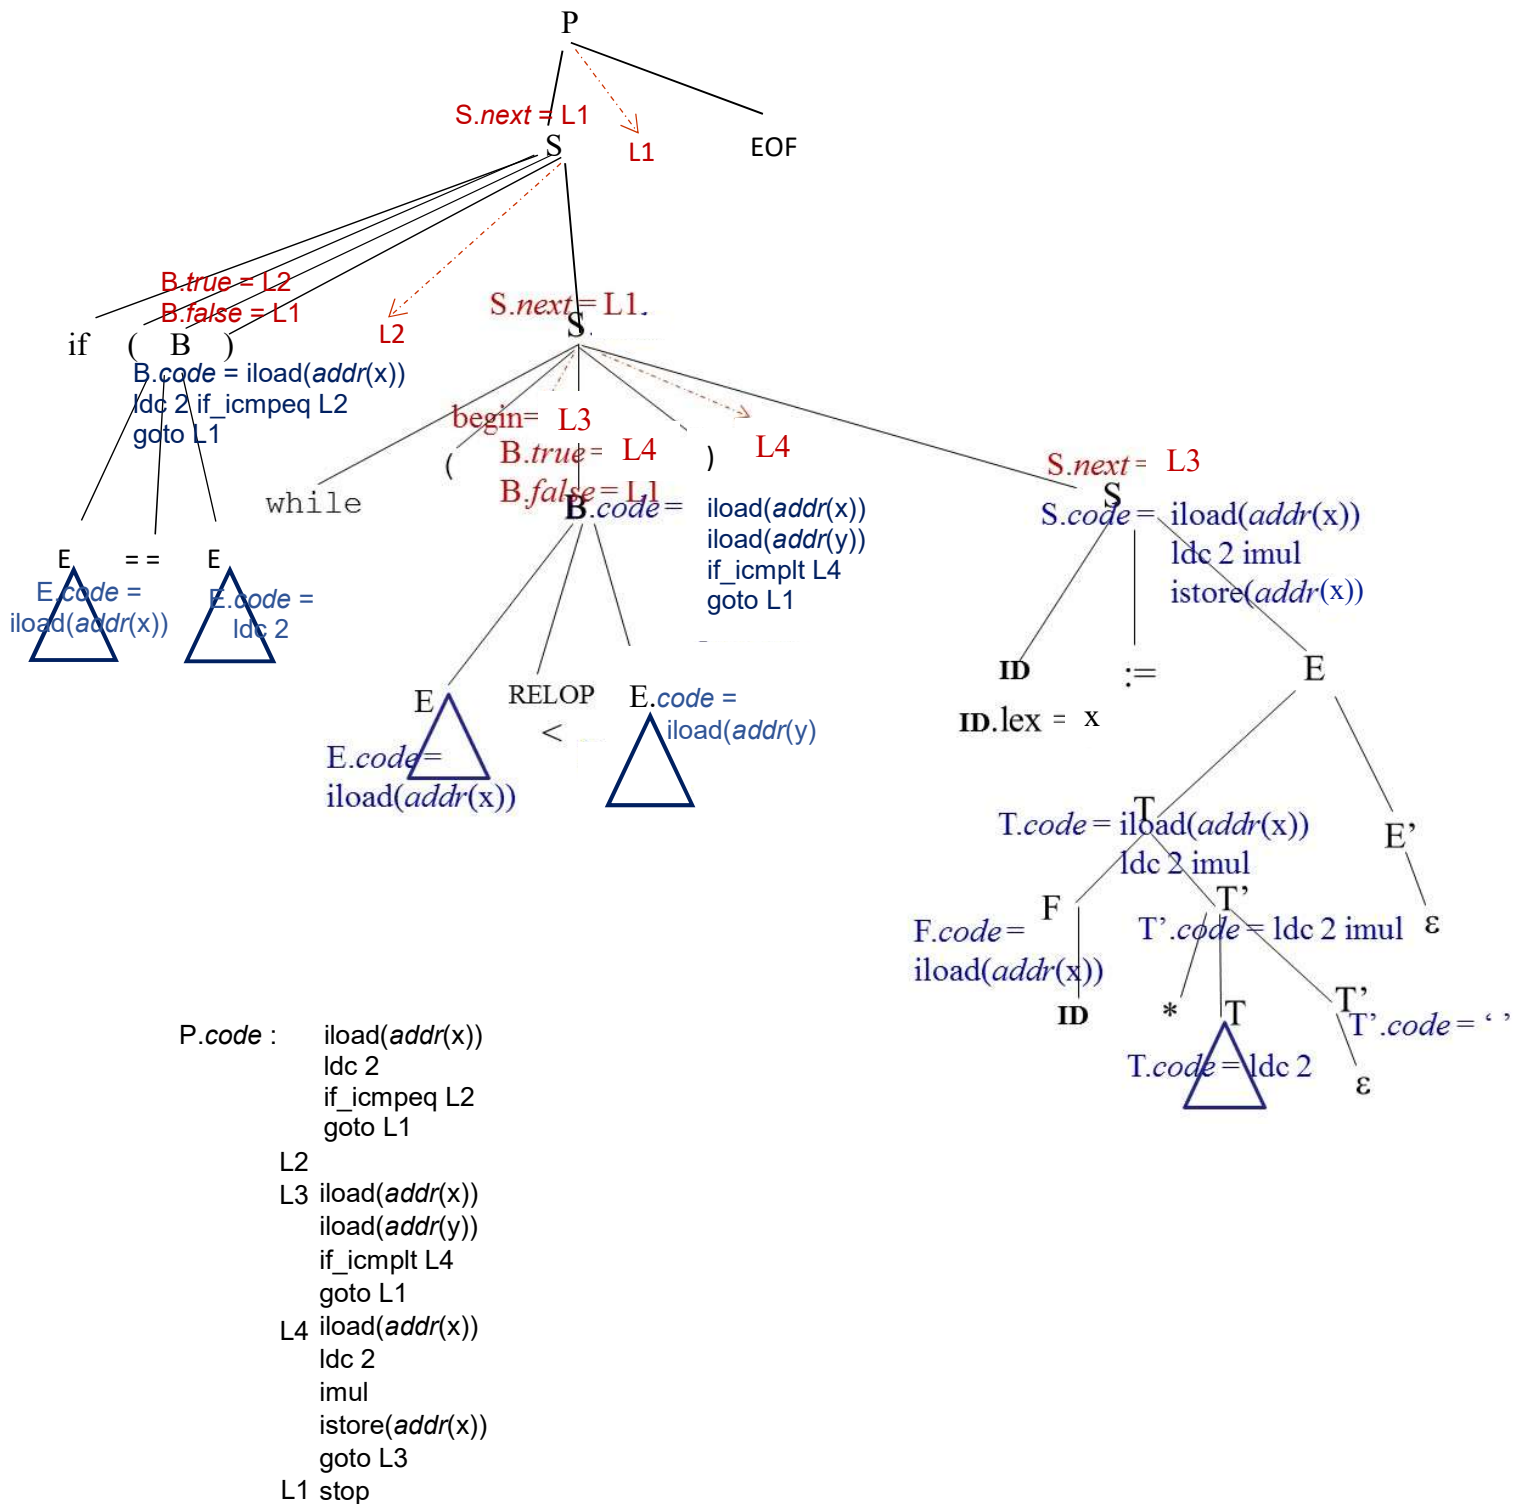 P
S.next = L1
S
L1
EOF
B.true = L2
B.false = L1
L2
S.next = L1.
S.
if ( B )
B.code = iload(addr(x))
ldc 2 if_icmpeq L2
goto L1
begin= L3
B.true = L4
L4
B.false = L1
while
(
)
B.code =
iload(addr(x))
iload(addr(y))
if_icmplt L4
goto L1
S.next = L3
S
S.code = iload(addr(x))
ldc 2 imul
istore(addr(x))
E == E
E.code =
iload(addr(x))
E.code =
ldc 2
E
RELOP
<
E.code =
iload(addr(y)
E.code =
iload(addr(x))
ID
:=
E
ID.lex = x
T
T.code = iload(addr(x))
ldc 2 imul
E’
F
T’
ε
F.code =
iload(addr(x))
T’.code = ldc 2 imul
ID
*
T
T’
T’.code = ‘ ’
T.code = ldc 2
ε
P.code : iload(addr(x))
ldc 2
if_icmpeq L2
goto L1
L2
L3 iload(addr(x))
iload(addr(y))
if_icmplt L4
goto L1
L4 iload(addr(x))
ldc 2
imul
istore(addr(x))
goto L3
L1 stop